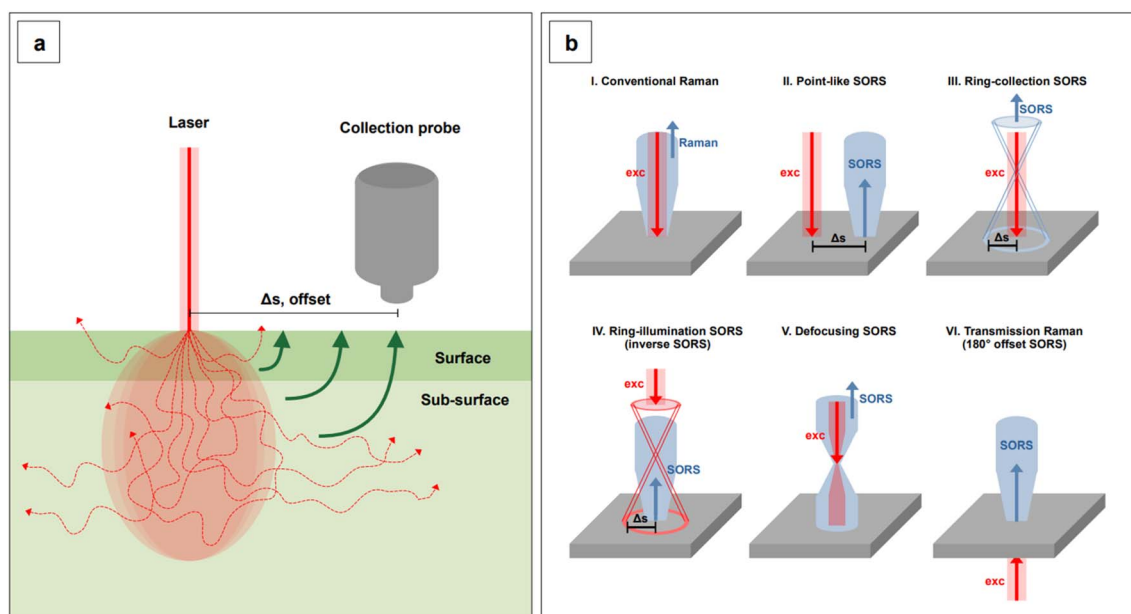 a
Laser
Collection probe
Δs, offset
Surface
Sub-surface
b
I. Conventional Raman
II. Point-like SORS
III. Ring-collection SORS
Raman
exc
exc
SORS
Δs
SORS
exc
Δs
IV. Ring-illumination SORS
(inverse SORS)
V. Defocusing SORS
VI. Transmission Raman
(180° offset SORS)
exc
SORS
Δs
SORS
exc
SORS
exc